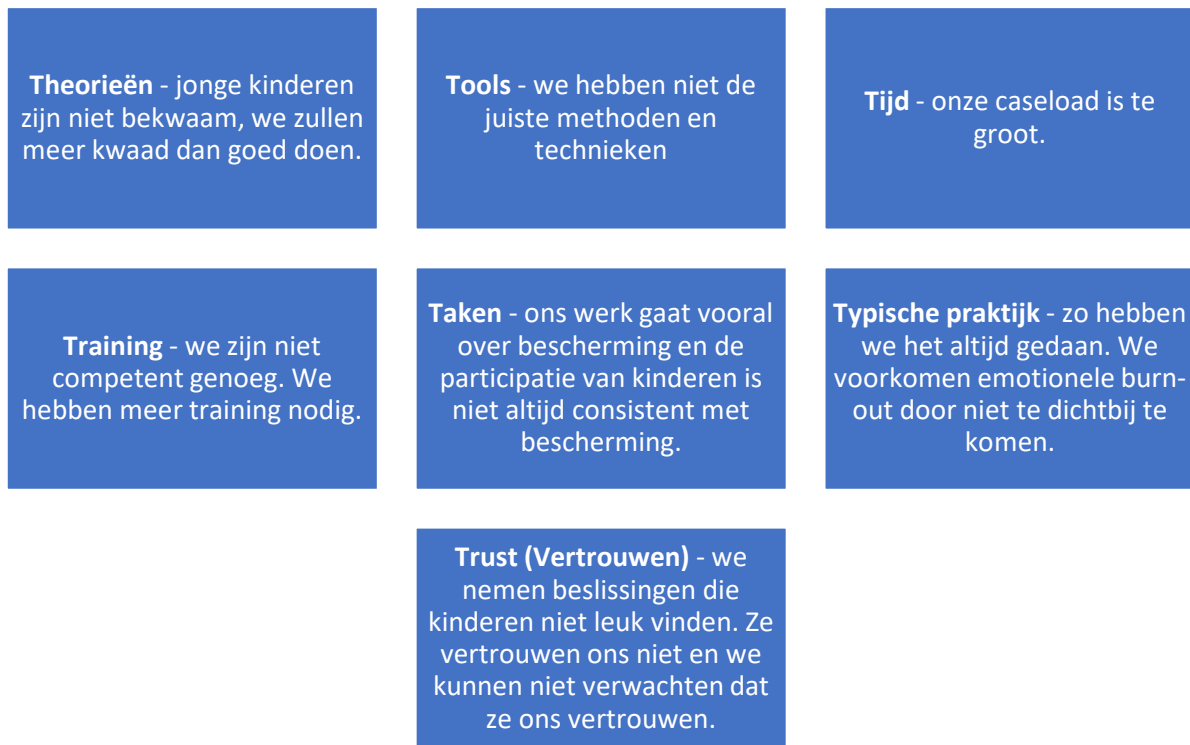 Theorieën - jonge kinderen
zijn niet bekwaam, we zullen
meer kwaad dan goed doen.
Tools - we hebben niet de
juiste methoden en
technieken
Tijd - onze caseload is te
groot.
Training - we zijn niet
competent genoeg. We
hebben meer training nodig.
Taken - ons werk gaat vooral
over bescherming en de
participatie van kinderen is
niet altijd consistent met
bescherming.
Typische praktijk - zo hebben
we het altijd gedaan. We
voorkomen emotionele burn-
out door niet te dichtbij te
komen.
Trust (Vertrouwen) - we
nemen beslissingen die
kinderen niet leuk vinden. Ze
vertrouwen ons niet en we
kunnen niet verwachten dat
ze ons vertrouwen.